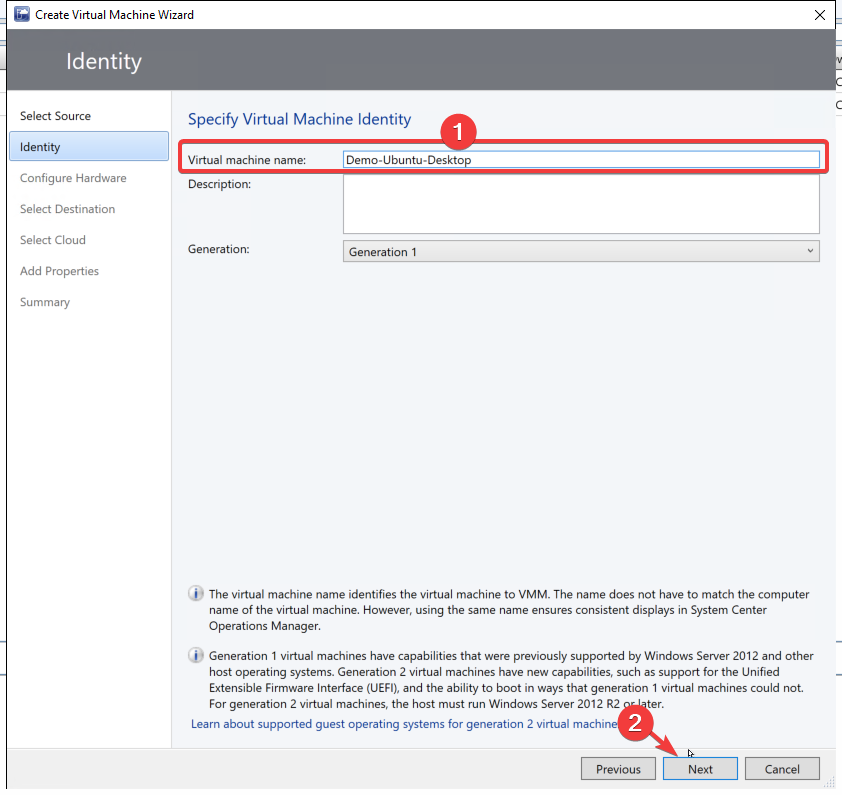 Create Virtual Machine Wizard
Identity
Select Source
Identity
Configure Hardware
Select Destination
Select Cloud
Add Properties
Summary
Specify Virtual Machine Identity
1
Virtual machine name: Demo-Ubuntu-Desktop
Description:
Generation: Generation 1
The virtual machine name identifies the virtual machine to VMM. The name does not have to match the computer
name of the virtual machine. However, using the same name ensures consistent displays in System Center
Operations Manager.
Generation 1 virtual machines have capabilities that were previously supported by Windows Server 2012 and other
host operating systems. Generation 2 virtual machines have new capabilities, such as support for the Unified
Extensible Firmware Interface (UEFI), and the ability to boot in ways that generation 1 virtual machines could not.
For generation 2 virtual machines, the host must run Windows Server 2012 R2 or later.
Learn about supported guest operating systems for generation 2 virtual machine
2
Previous Next Cancel